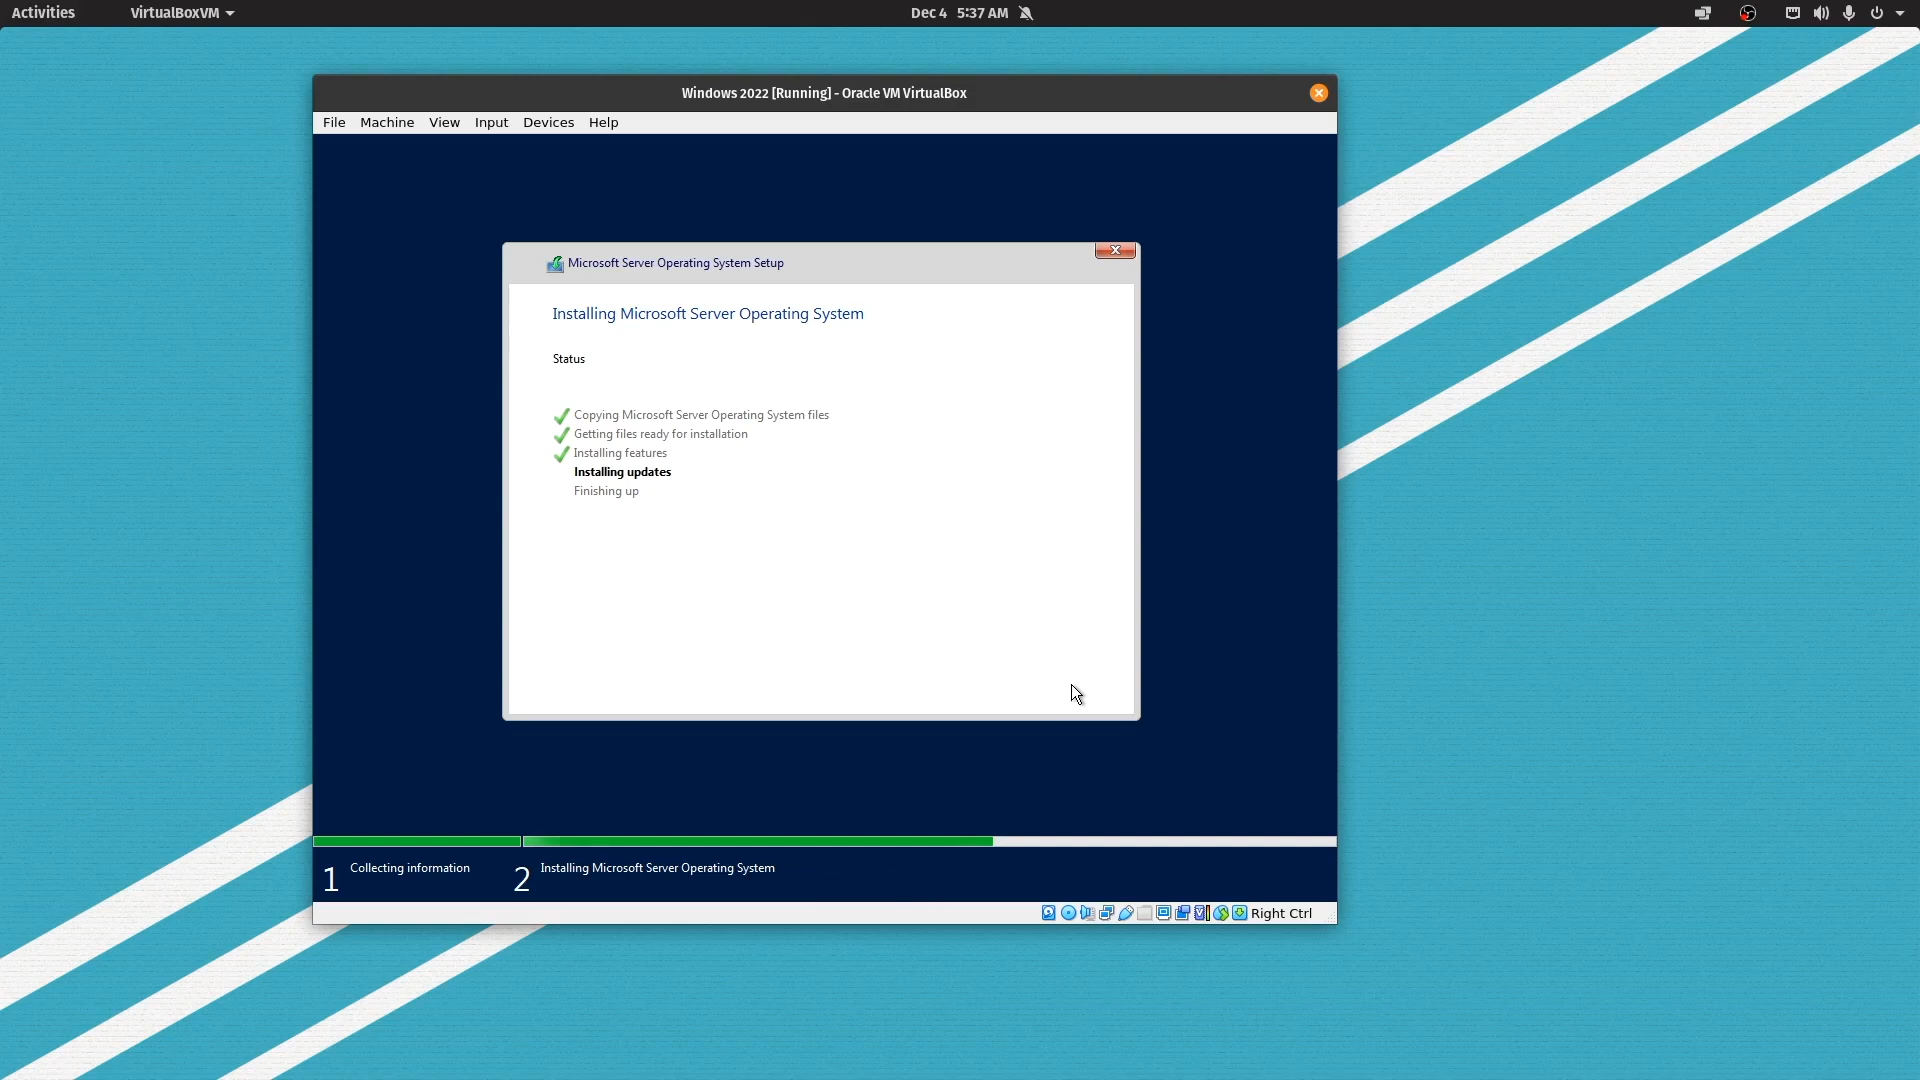 Activities VirtualBoxVM Dec 4 5:37 AM
Windows 2022 [Running] - Oracle VM VirtualBox
File Machine View Input Devices Help
Microsoft Server Operating System Setup
Installing Microsoft Server Operating System
Status
Copying Microsoft Server Operating System files
Getting files ready for installation
Installing features
Installing updates
Finishing up
1 Collecting information 2 Installing Microsoft Server Operating System
Right Ctrl